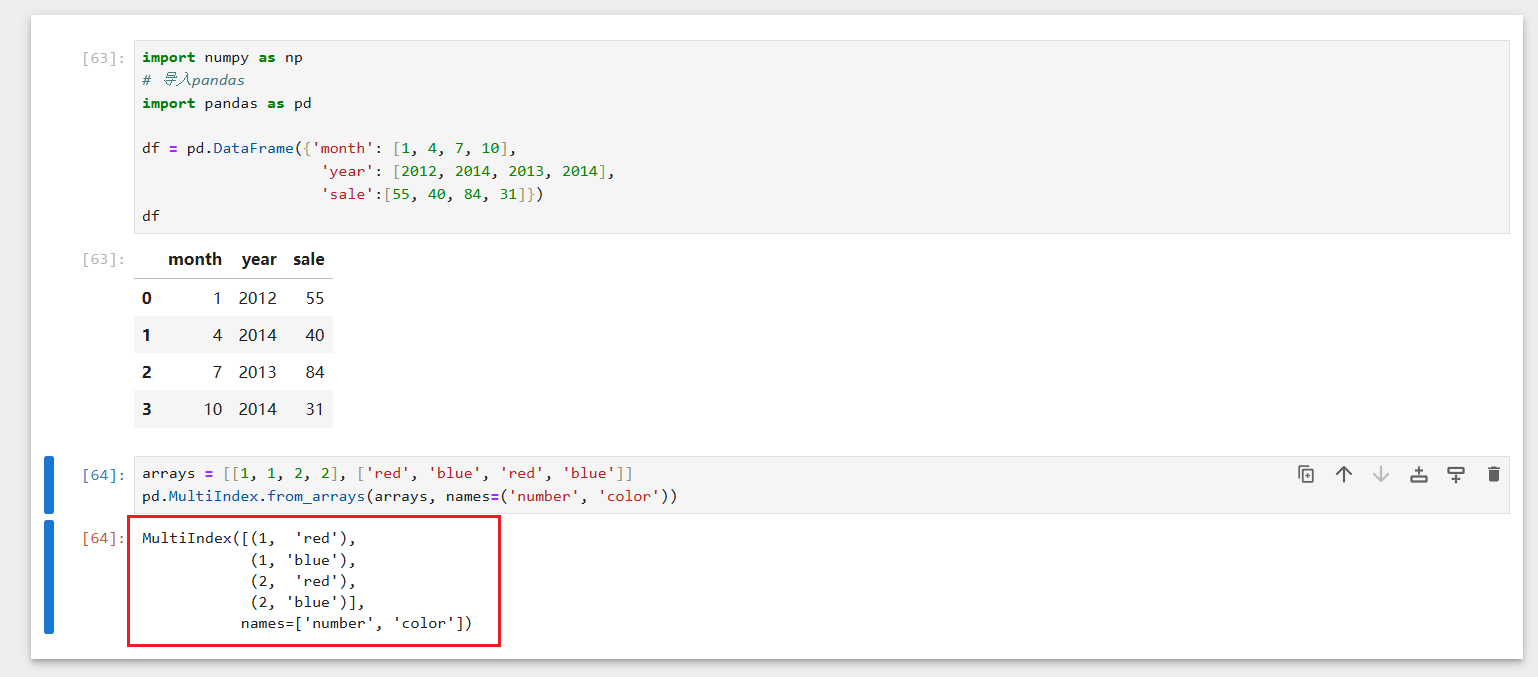 [63]: import numpy as np
# 导入pandas
import pandas as pd
df = pd.DataFrame({'month': [1, 4, 7, 10],
'year': [2012, 2014, 2013, 2014],
'sale':[55, 40, 84, 31]})
df
[63]: month year sale
0 1 2012 55
1 4 2014 40
2 7 2013 84
3 10 2014 31
[64]: arrays = [[1, 1, 2, 2], ['red', 'blue', 'red', 'blue']]
pd.MultiIndex.from_arrays(arrays, names=('number', 'color'))
[64]: MultiIndex([(1,  'red'),
(1, 'blue'),
(2,  'red'),
(2, 'blue')],
names=['number', 'color'])